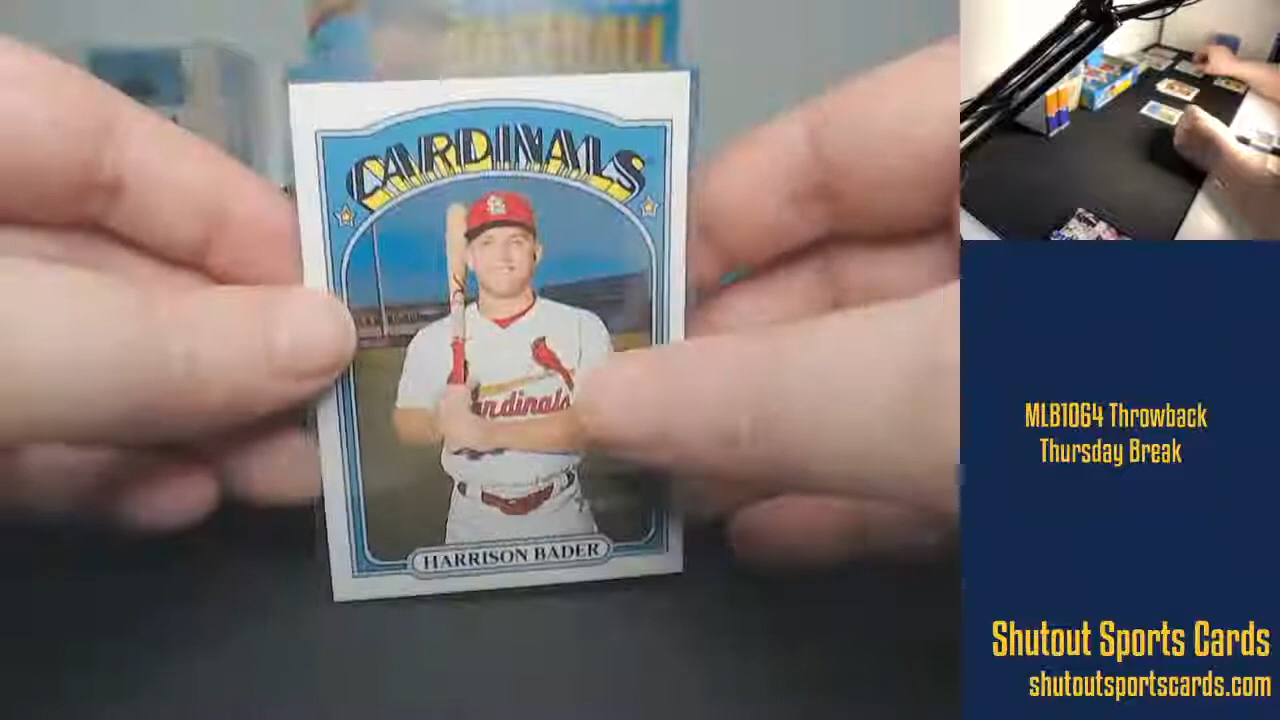 CARDINALS
Cardinals
HARRISON BADER
MLB1064 Throwback
Thursday Break
Shutout Sports Cards
shutoutsportscards.com